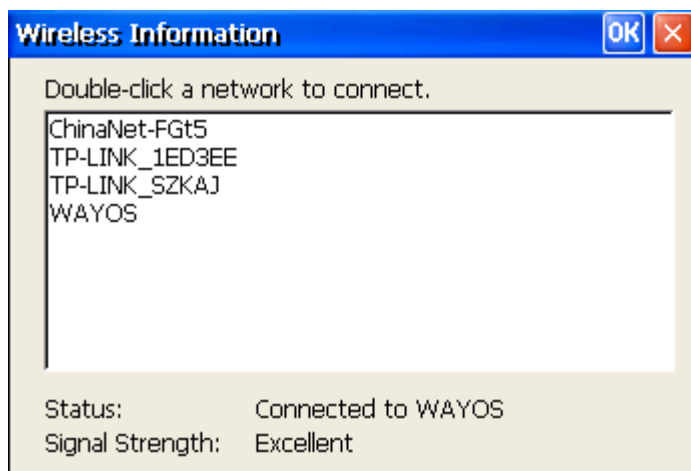 Wireless Information OK
Double-click a network to connect.
ChinaNet-FGt5
TP-LINK_1ED3EE
TP-LINK_SZKAJ
WAYOS
Status: Connected to WAYOS
Signal Strength: Excellent